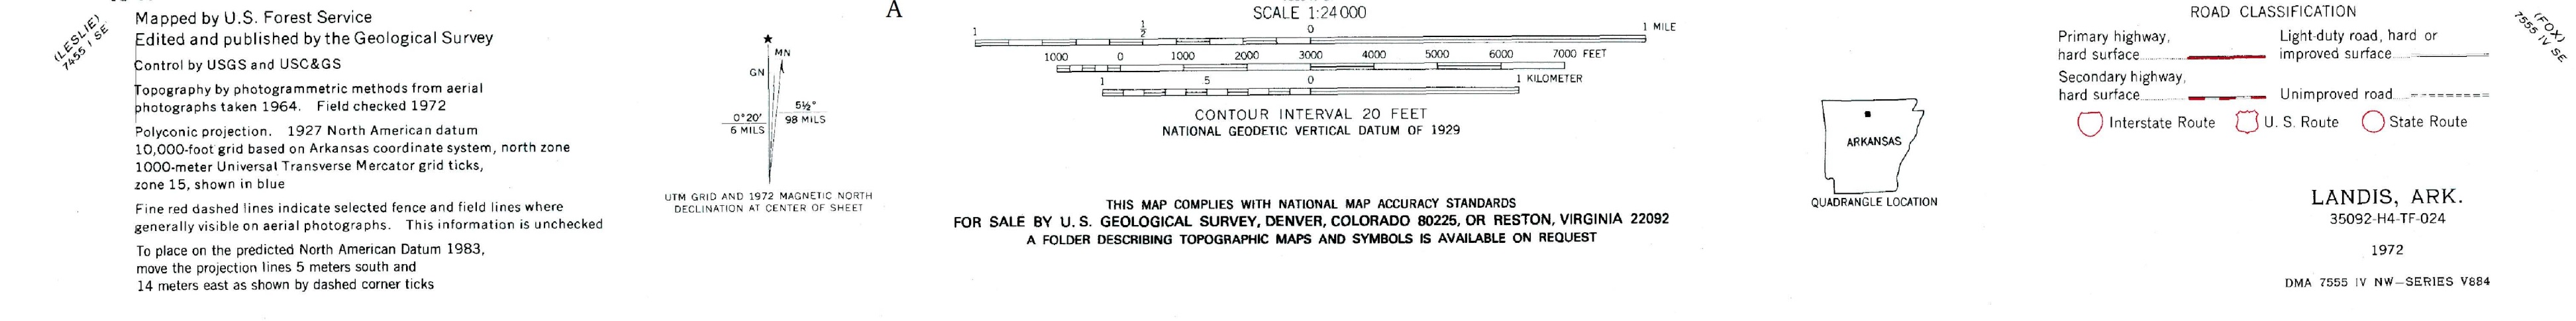 (LESLIE)
7455 I SE
Mapped by U.S. Forest Service
Edited and published by the Geological Survey
Control by USGS and USC&GS
Topography by photogrammetric methods from aerial
photographs taken 1964. Field checked 1972
Polyconic projection. 1927 North American datum
10,000-foot grid based on Arkansas coordinate system, north zone
1000-meter Universal Transverse Mercator grid ticks,
zone 15, shown in blue
Fine red dashed lines indicate selected fence and field lines where
generally visible on aerial photographs. This information is unchecked
To place on the predicted North American Datum 1983,
move the projection lines 5 meters south and
14 meters east as shown by dashed corner ticks
★
MN
GN
0°20′
6 MILS
5½°
98 MILS
UTM GRID AND 1972 MAGNETIC NORTH
DECLINATION AT CENTER OF SHEET
A
SCALE 1:24 000
1 ½ 0 1 MILE
1000 0 1000 2000 3000 4000 5000 6000 7000 FEET
1 .5 0 1 KILOMETER
CONTOUR INTERVAL 20 FEET
NATIONAL GEODETIC VERTICAL DATUM OF 1929
THIS MAP COMPLIES WITH NATIONAL MAP ACCURACY STANDARDS
FOR SALE BY U. S. GEOLOGICAL SURVEY, DENVER, COLORADO 80225, OR RESTON, VIRGINIA 22092
A FOLDER DESCRIBING TOPOGRAPHIC MAPS AND SYMBOLS IS AVAILABLE ON REQUEST
ARKANSAS
QUADRANGLE LOCATION
ROAD CLASSIFICATION
Primary highway,
hard surface
Light-duty road, hard or
improved surface
Secondary highway,
hard surface
Unimproved road
Interstate Route U. S. Route State Route
(FOX)
7555 IV SE
LANDIS, ARK.
35092-H4-TF-024
1972
DMA 7555 IV NW—SERIES V884